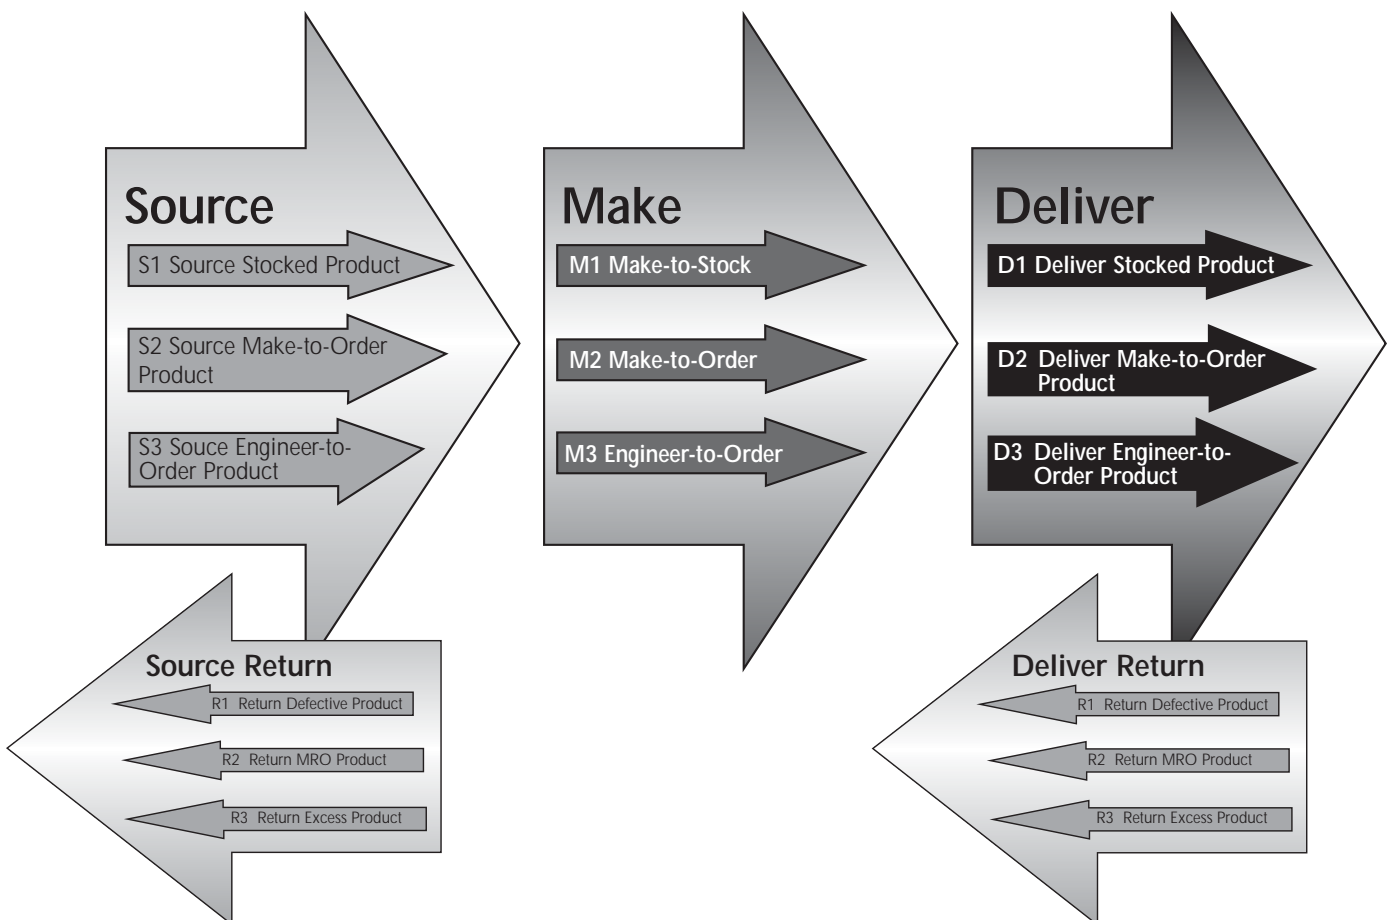 Source
S1 Source Stocked Product
S2 Source Make-to-Order
Product
S3 Souce Engineer-to-
Order Product
Make
M1 Make-to-Stock
M2 Make-to-Order
M3 Engineer-to-Order
Deliver
D1 Deliver Stocked Product
D2 Deliver Make-to-Order
Product
D3 Deliver Engineer-to-
Order Product
Source Return
R1 Return Defective Product
R2 Return MRO Product
R3 Return Excess Product
Deliver Return
R1 Return Defective Product
R2 Return MRO Product
R3 Return Excess Product